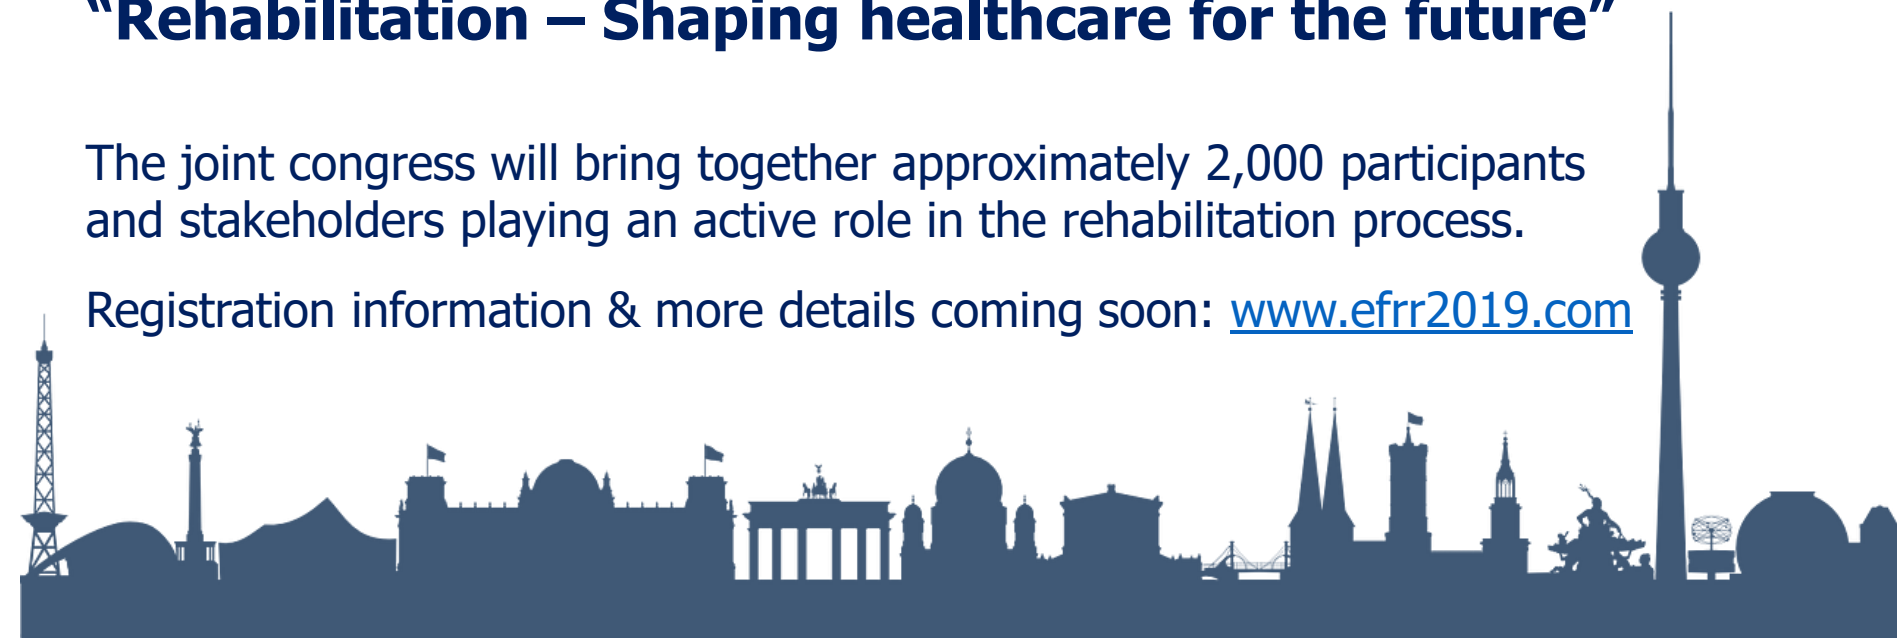 “Rehabilitation – Shaping healthcare for the future”
The joint congress will bring together approximately 2,000 participants
and stakeholders playing an active role in the rehabilitation process.
Registration information & more details coming soon: www.efrr2019.com